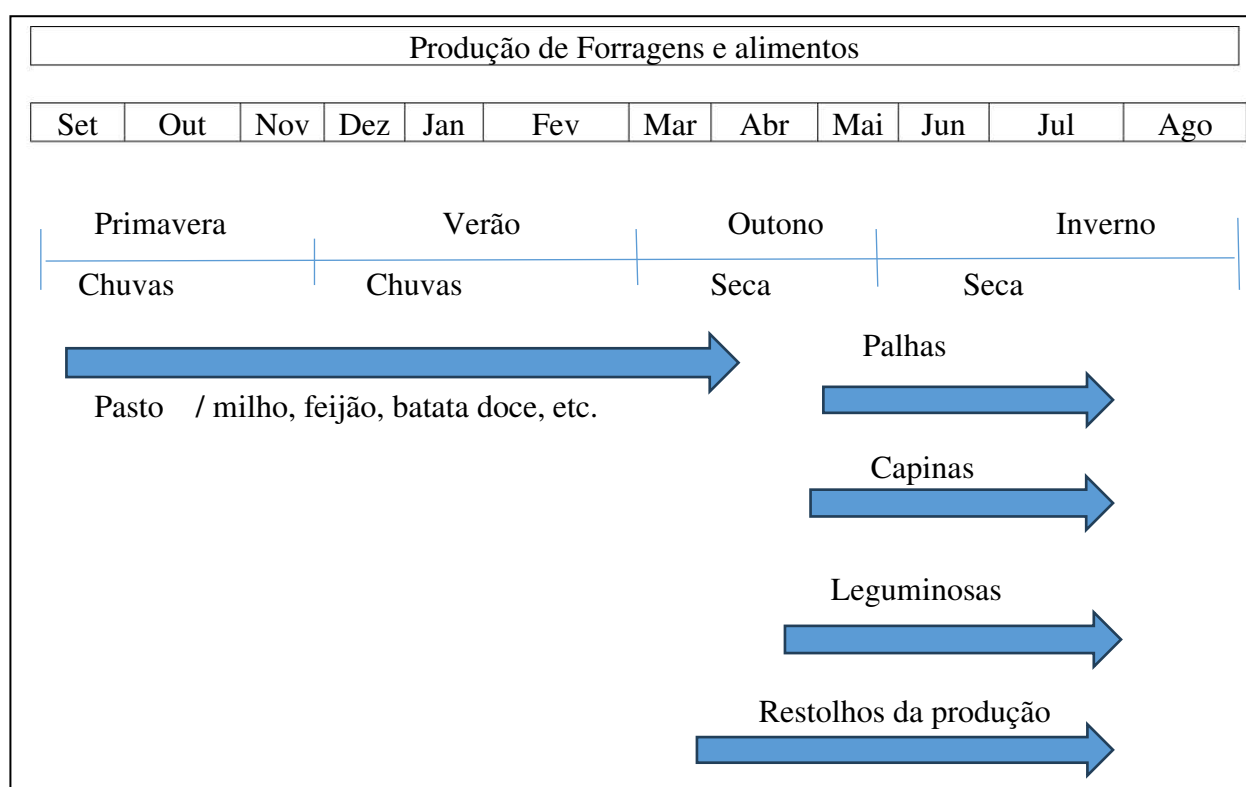 Produção de Forragens e alimentos
Set Out Nov Dez Jan Fev Mar Abr Mai Jun Jul Ago
Primavera Verão Outono Inverno
Chuvas Chuvas Seca Seca
Palhas
Pasto / milho, feijão, batata doce, etc.
Capinas
Leguminosas
Restolhos da produção